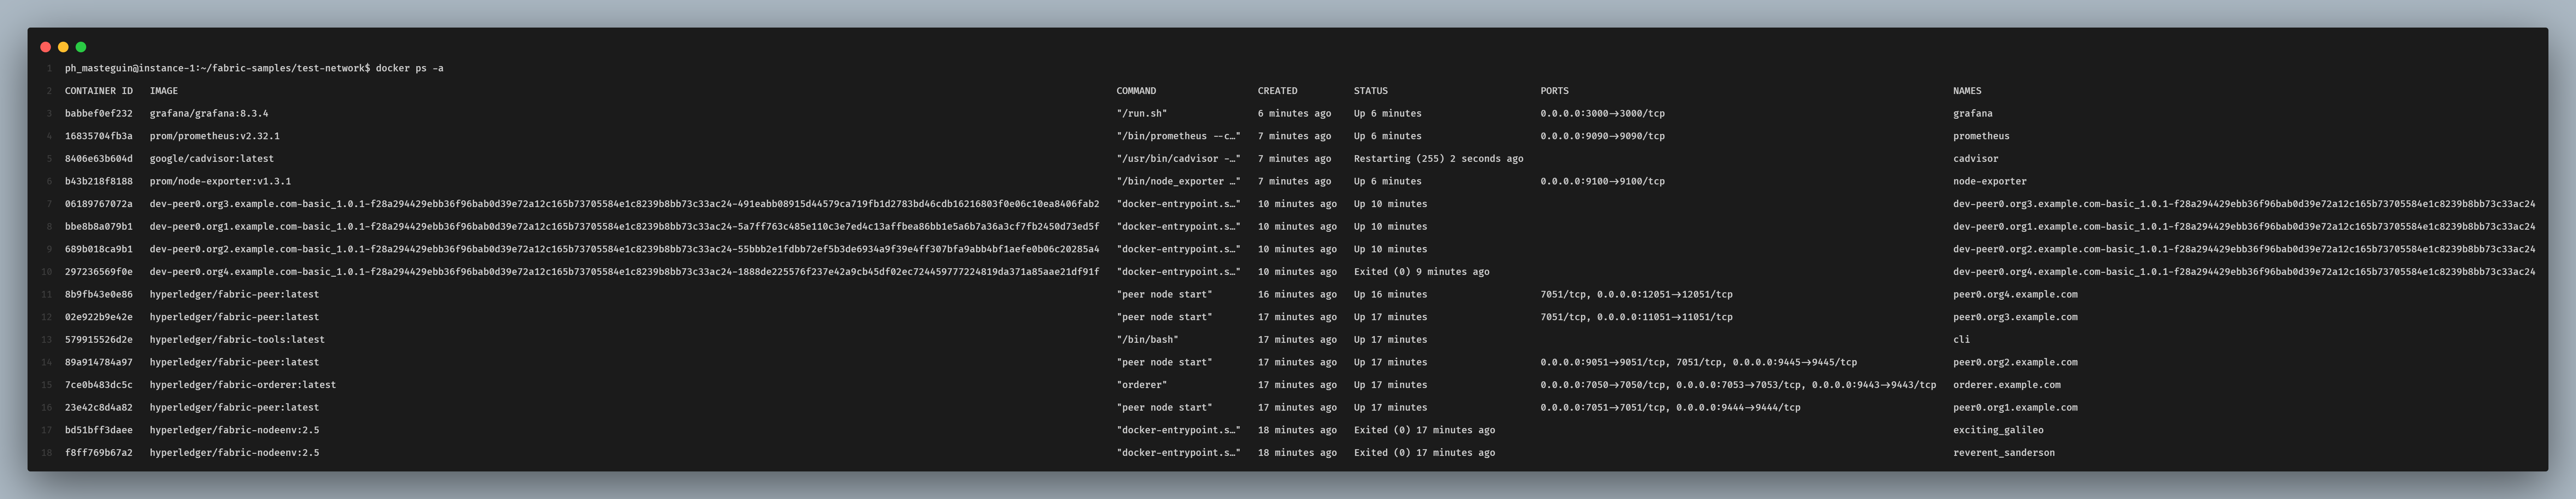 1 ph_masteguin@instance-1:~/fabric-samples/test-network$ docker ps -a
2 CONTAINER ID IMAGE COMMAND CREATED STATUS PORTS NAMES
3 babbef0ef232 grafana/grafana:8.3.4 "/run.sh" 6 minutes ago Up 6 minutes 0.0.0.0:3000->3000/tcp grafana
4 16835704fb3a prom/prometheus:v2.32.1 "/bin/prometheus --c…" 7 minutes ago Up 6 minutes 0.0.0.0:9090->9090/tcp prometheus
5 8406e63b604d google/cadvisor:latest "/usr/bin/cadvisor -…" 7 minutes ago Restarting (255) 2 seconds ago cadvisor
6 b43b218f8188 prom/node-exporter:v1.3.1 "/bin/node_exporter …" 7 minutes ago Up 6 minutes 0.0.0.0:9100->9100/tcp node-exporter
7 06189767072a dev-peer0.org3.example.com-basic_1.0.1-f28a294429ebb36f96bab0d39e72a12c165b73705584e1c8239b8bb73c33ac24-491eabb08915d44579ca719fb1d2783bd46cdb16216803f0e06c10ea8406fab2 "docker-entrypoint.s…" 10 minutes ago Up 10 minutes dev-peer0.org3.example.com-basic_1.0.1-f28a294429ebb36f96bab0d39e72a12c165b73705584e1c8239b8bb73c33ac24
8 bbe8b8a079b1 dev-peer0.org1.example.com-basic_1.0.1-f28a294429ebb36f96bab0d39e72a12c165b73705584e1c8239b8bb73c33ac24-5a7ff763c485e110c3e7ed4c13affbea86bb1e5a6b7a36a3cf7fb2450d73ed5f "docker-entrypoint.s…" 10 minutes ago Up 10 minutes dev-peer0.org1.example.com-basic_1.0.1-f28a294429ebb36f96bab0d39e72a12c165b73705584e1c8239b8bb73c33ac24
9 689b018ca9b1 dev-peer0.org2.example.com-basic_1.0.1-f28a294429ebb36f96bab0d39e72a12c165b73705584e1c8239b8bb73c33ac24-55bbb2e1fdbb72ef5b3de6934a9f39e4ff307bfa9abb4bf1aefe0b06c20285a4 "docker-entrypoint.s…" 10 minutes ago Up 10 minutes dev-peer0.org2.example.com-basic_1.0.1-f28a294429ebb36f96bab0d39e72a12c165b73705584e1c8239b8bb73c33ac24
10 297236569f0e dev-peer0.org4.example.com-basic_1.0.1-f28a294429ebb36f96bab0d39e72a12c165b73705584e1c8239b8bb73c33ac24-1888de225576f237e42a9cb45df02ec724459777224819da371a85aae21df91f "docker-entrypoint.s…" 10 minutes ago Exited (0) 9 minutes ago dev-peer0.org4.example.com-basic_1.0.1-f28a294429ebb36f96bab0d39e72a12c165b73705584e1c8239b8bb73c33ac24
11 8b9fb43e0e86 hyperledger/fabric-peer:latest "peer node start" 16 minutes ago Up 16 minutes 7051/tcp, 0.0.0.0:12051->12051/tcp peer0.org4.example.com
12 02e922b9e42e hyperledger/fabric-peer:latest "peer node start" 17 minutes ago Up 17 minutes 7051/tcp, 0.0.0.0:11051->11051/tcp peer0.org3.example.com
13 579915526d2e hyperledger/fabric-tools:latest "/bin/bash" 17 minutes ago Up 17 minutes cli
14 89a914784a97 hyperledger/fabric-peer:latest "peer node start" 17 minutes ago Up 17 minutes 0.0.0.0:9051->9051/tcp, 7051/tcp, 0.0.0.0:9445->9445/tcp peer0.org2.example.com
15 7ce0b483dc5c hyperledger/fabric-orderer:latest "orderer" 17 minutes ago Up 17 minutes 0.0.0.0:7050->7050/tcp, 0.0.0.0:7053->7053/tcp, 0.0.0.0:9443->9443/tcp orderer.example.com
16 23e42c8d4a82 hyperledger/fabric-peer:latest "peer node start" 17 minutes ago Up 17 minutes 0.0.0.0:7051->7051/tcp, 0.0.0.0:9444->9444/tcp peer0.org1.example.com
17 bd51bff3daee hyperledger/fabric-nodeenv:2.5 "docker-entrypoint.s…" 18 minutes ago Exited (0) 17 minutes ago exciting_galileo
18 f8ff769b67a2 hyperledger/fabric-nodeenv:2.5 "docker-entrypoint.s…" 18 minutes ago Exited (0) 17 minutes ago reverent_sanderson